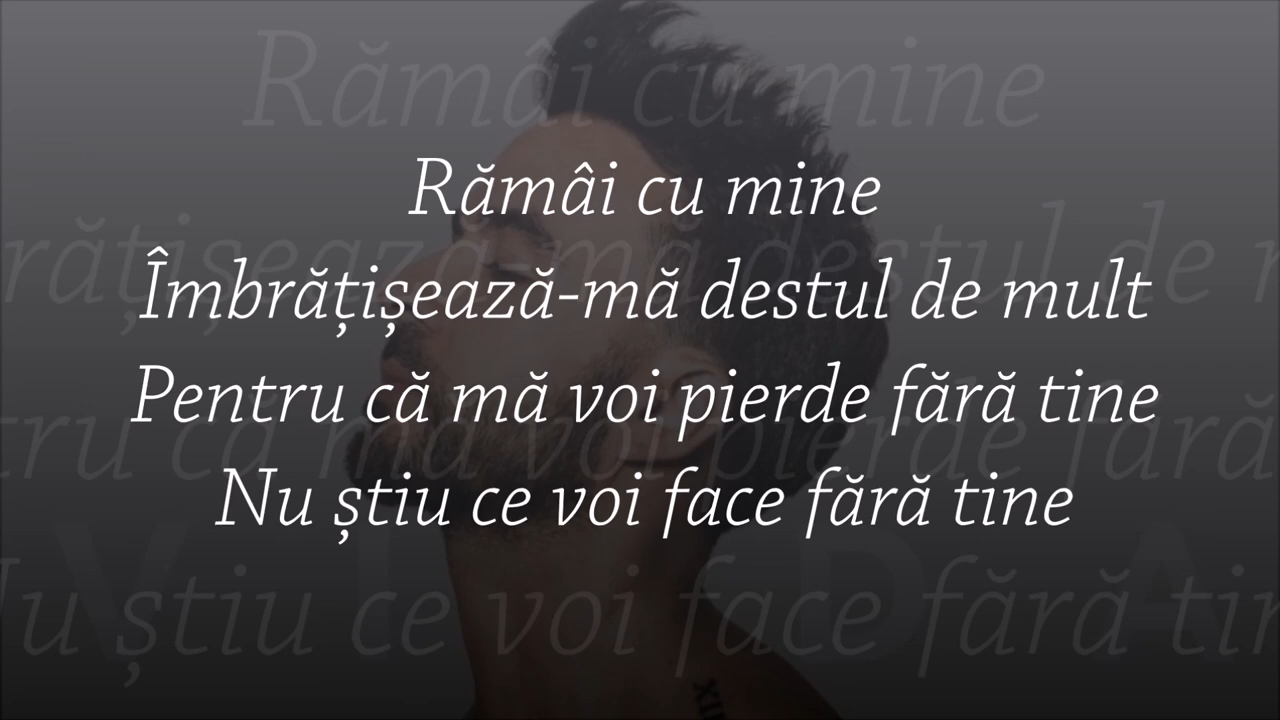 Rămâi cu mine
Îmbrățișează-mă destul de mult
Pentru că mă voi pierde fără tine
Nu știu ce voi face fără tine